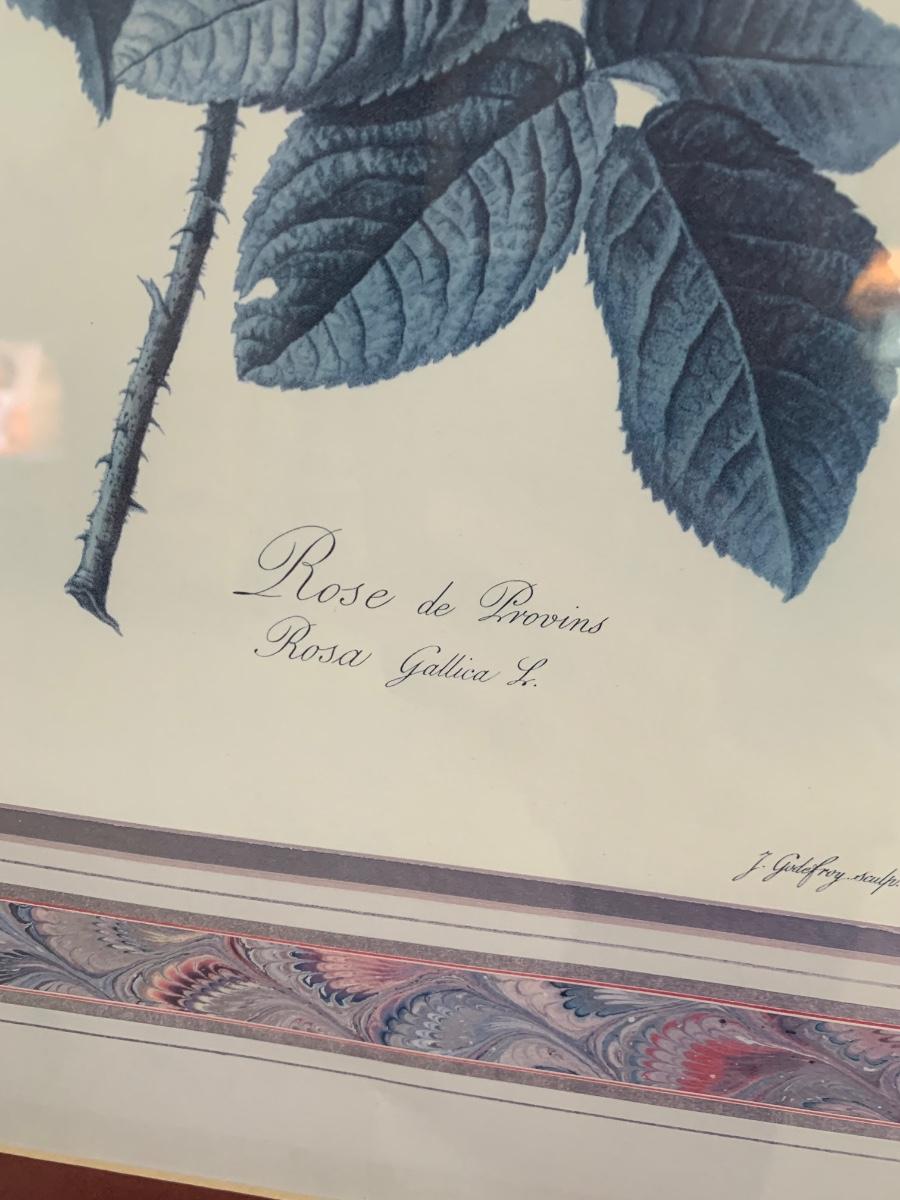 Rose de Provins
Rosa Gallica L.
J. Godefroy sculp.